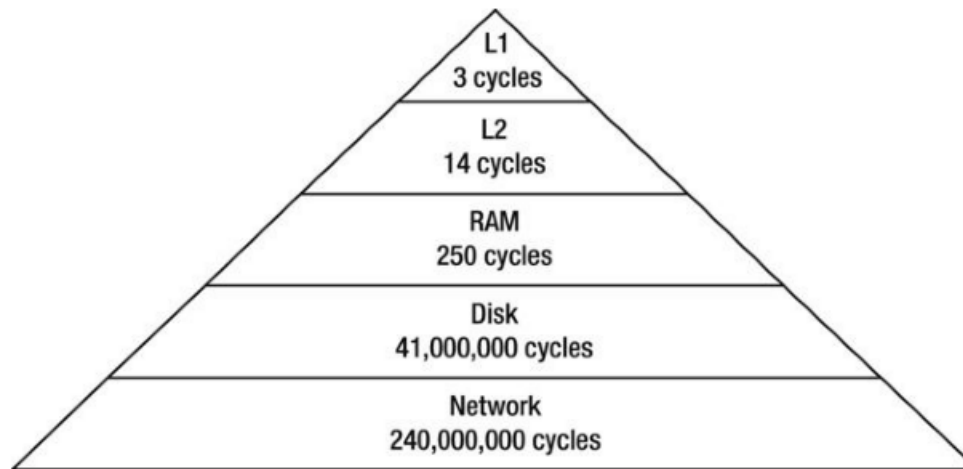 L1
3 cycles
L2
14 cycles
RAM
250 cycles
Disk
41,000,000 cycles
Network
240,000,000 cycles